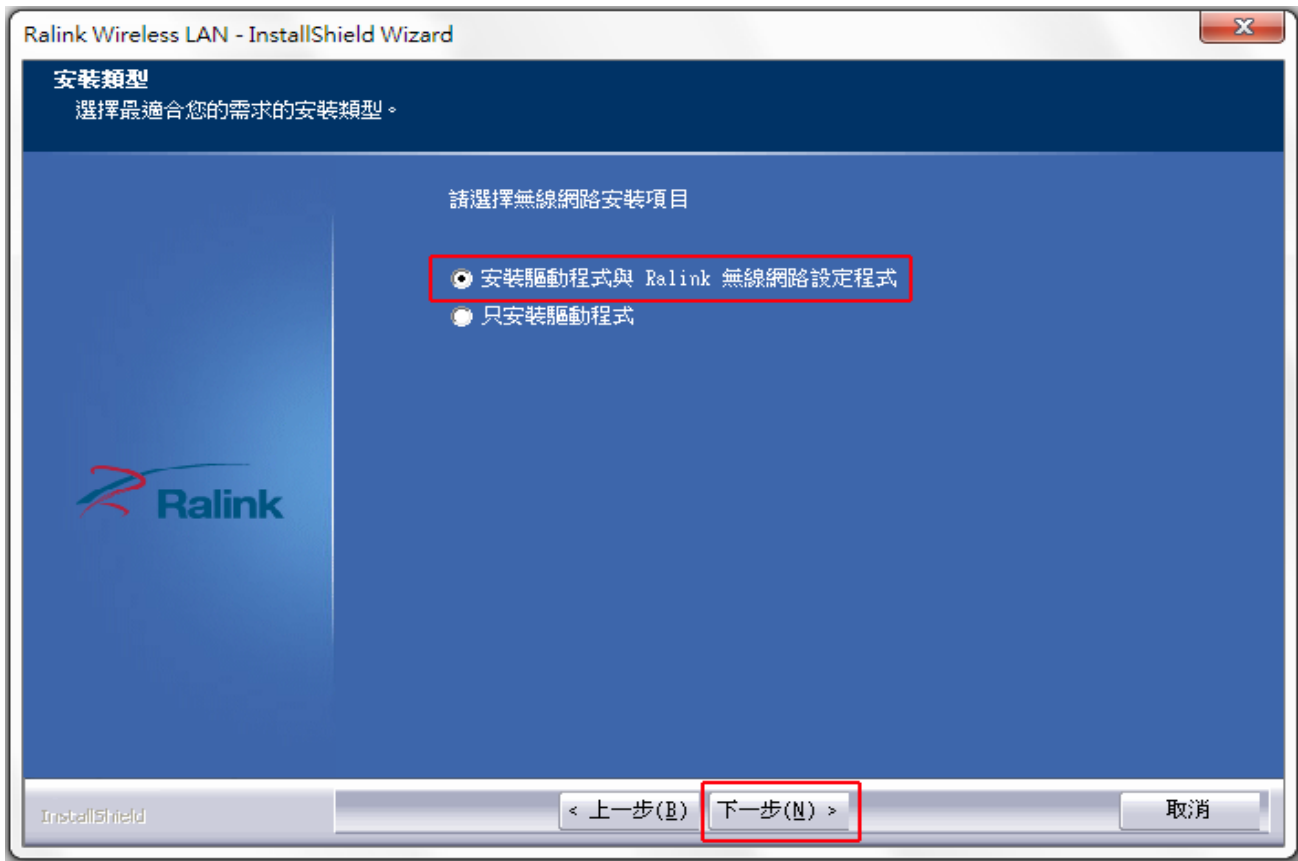 Ralink Wireless LAN - InstallShield Wizard
安裝類型
選擇最適合您的需求的安裝類型。
請選擇無線網路安裝項目
安裝驅動程式與 Ralink 無線網路設定程式
只安裝驅動程式
Ralink
InstallShield
< 上一步(B)
下一步(N) >
取消